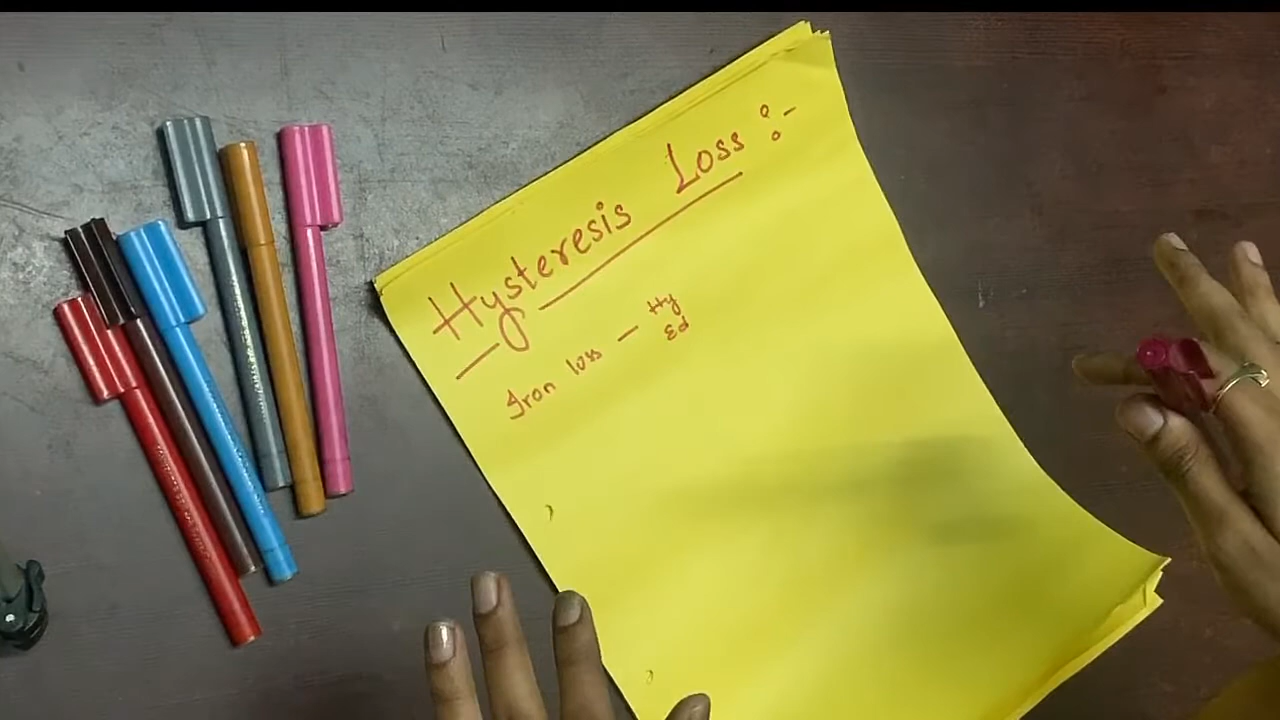 Hysteresis Loss :-
Iron loss — Hy
Ed